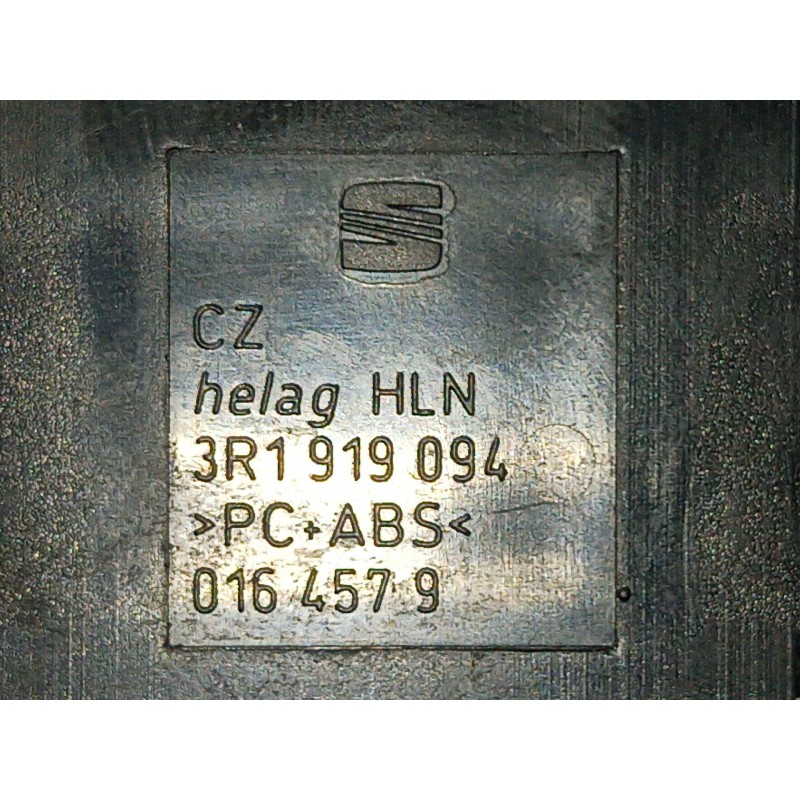 CZ
helag HLN
3R1 919 094
>PC+ABS<
016 457 9